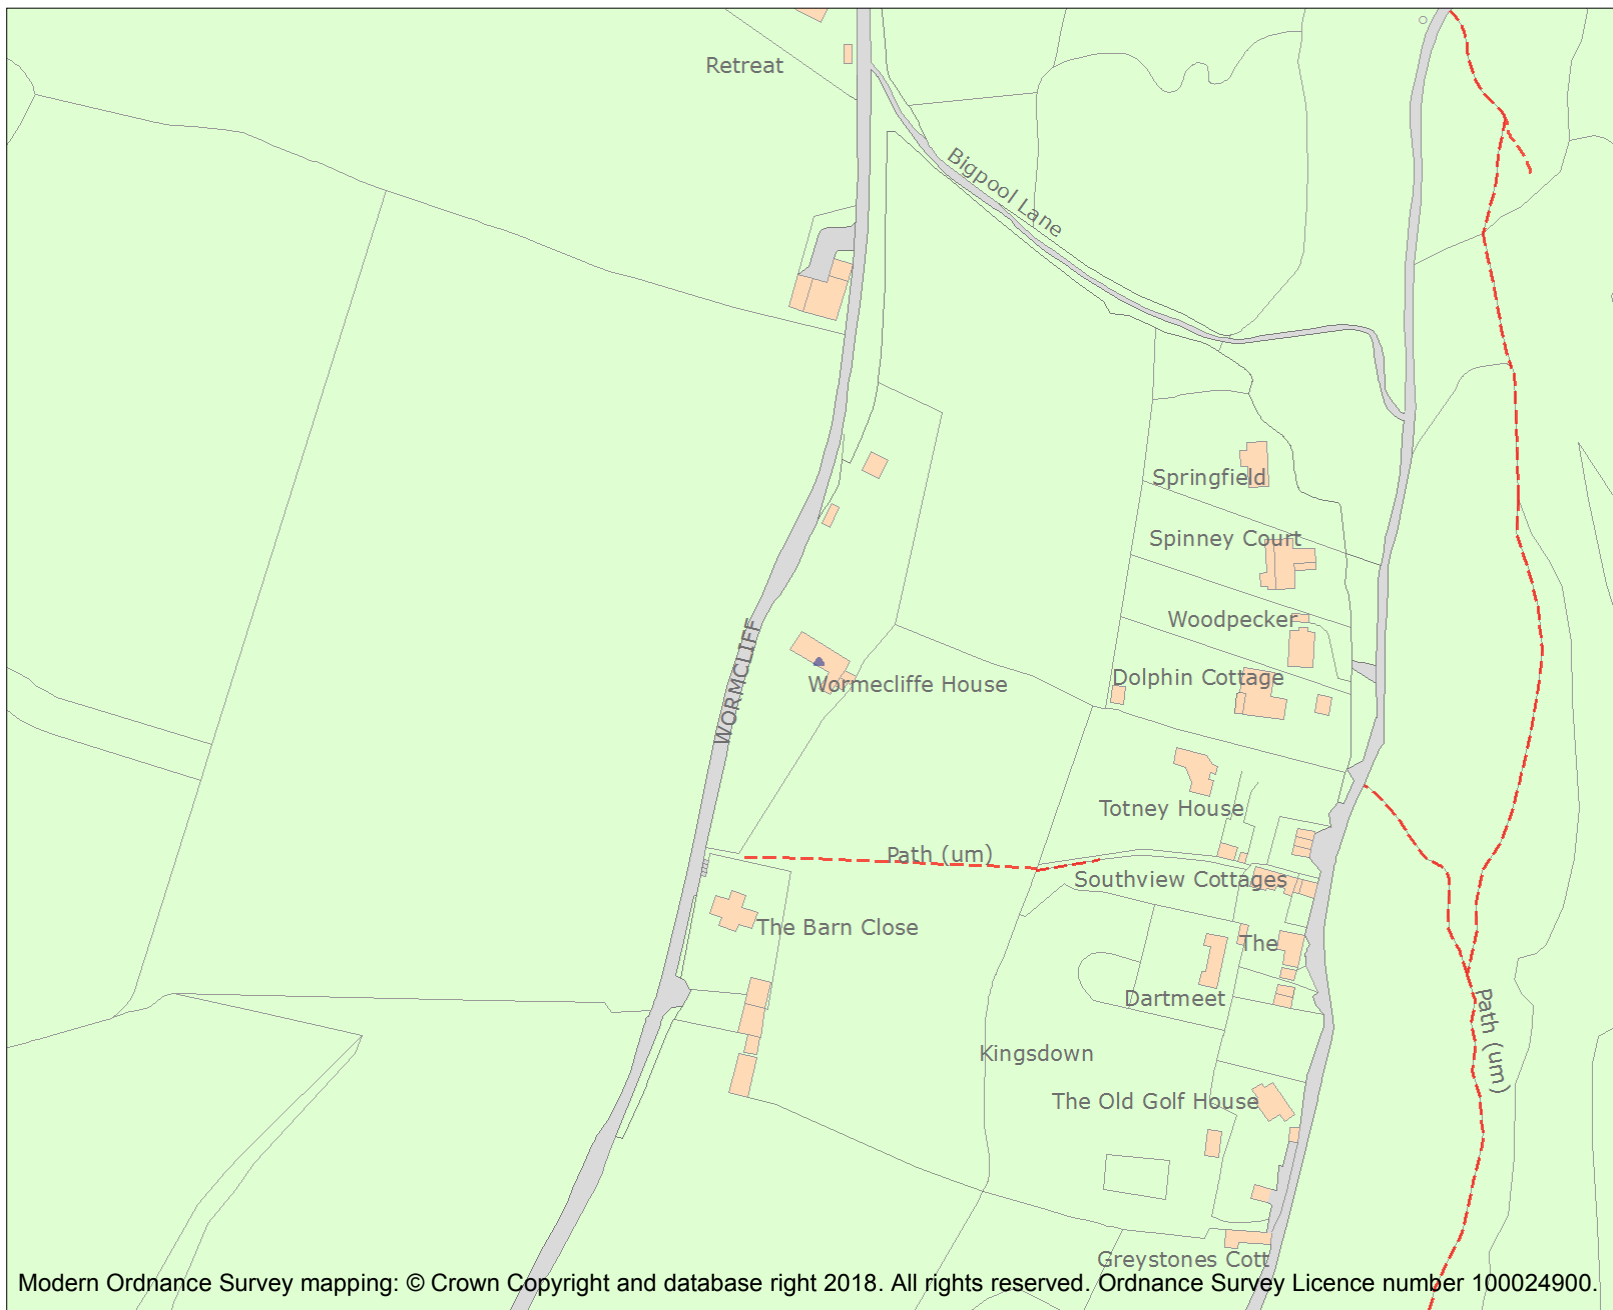 Retreat
Bigpool Lane
Springfield
Spinney Court
Woodpecker
WORMCLIFF
Dolphin Cottage
Wormecliffe House
Totney House
Path (um)
Southview Cottages
The Barn Close
The
Dartmeet
Path (um)
Kingsdown
The Old Golf House
Greystones Cott
Modern Ordnance Survey mapping: © Crown Copyright and database right 2018. All rights reserved. Ordnance Survey Licence number 100024900.